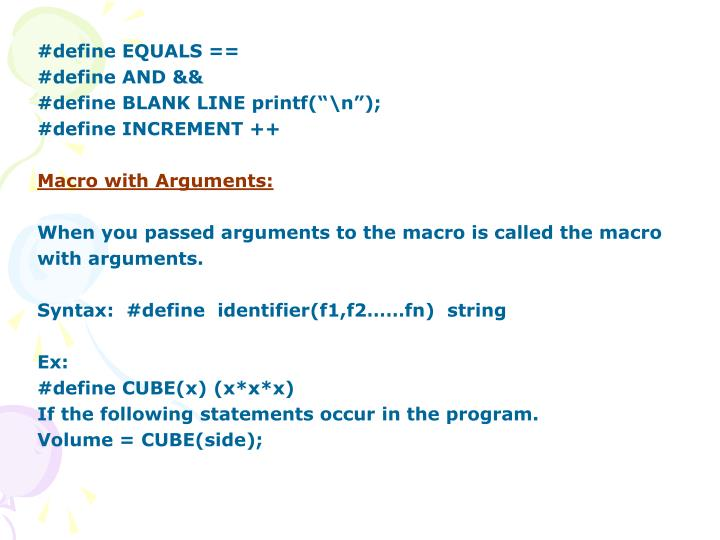 #define EQUALS ==
#define AND &&
#define BLANK LINE printf(“\n”);
#define INCREMENT ++
Macro with Arguments:
When you passed arguments to the macro is called the macro
with arguments.
Syntax:  #define  identifier(f1,f2……fn)  string
Ex:
#define CUBE(x) (x*x*x)
If the following statements occur in the program.
Volume = CUBE(side);